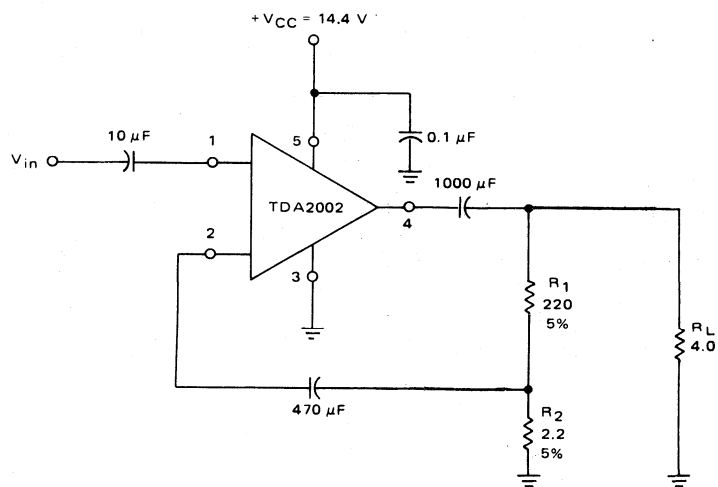 +VCC = 14.4 V
10 μF
1
5
0.1 μF
Vin
1000 μF
TDA2002
4
2
3
R1
220
5%
RL
4.0
470 μF
R2
2.2
5%